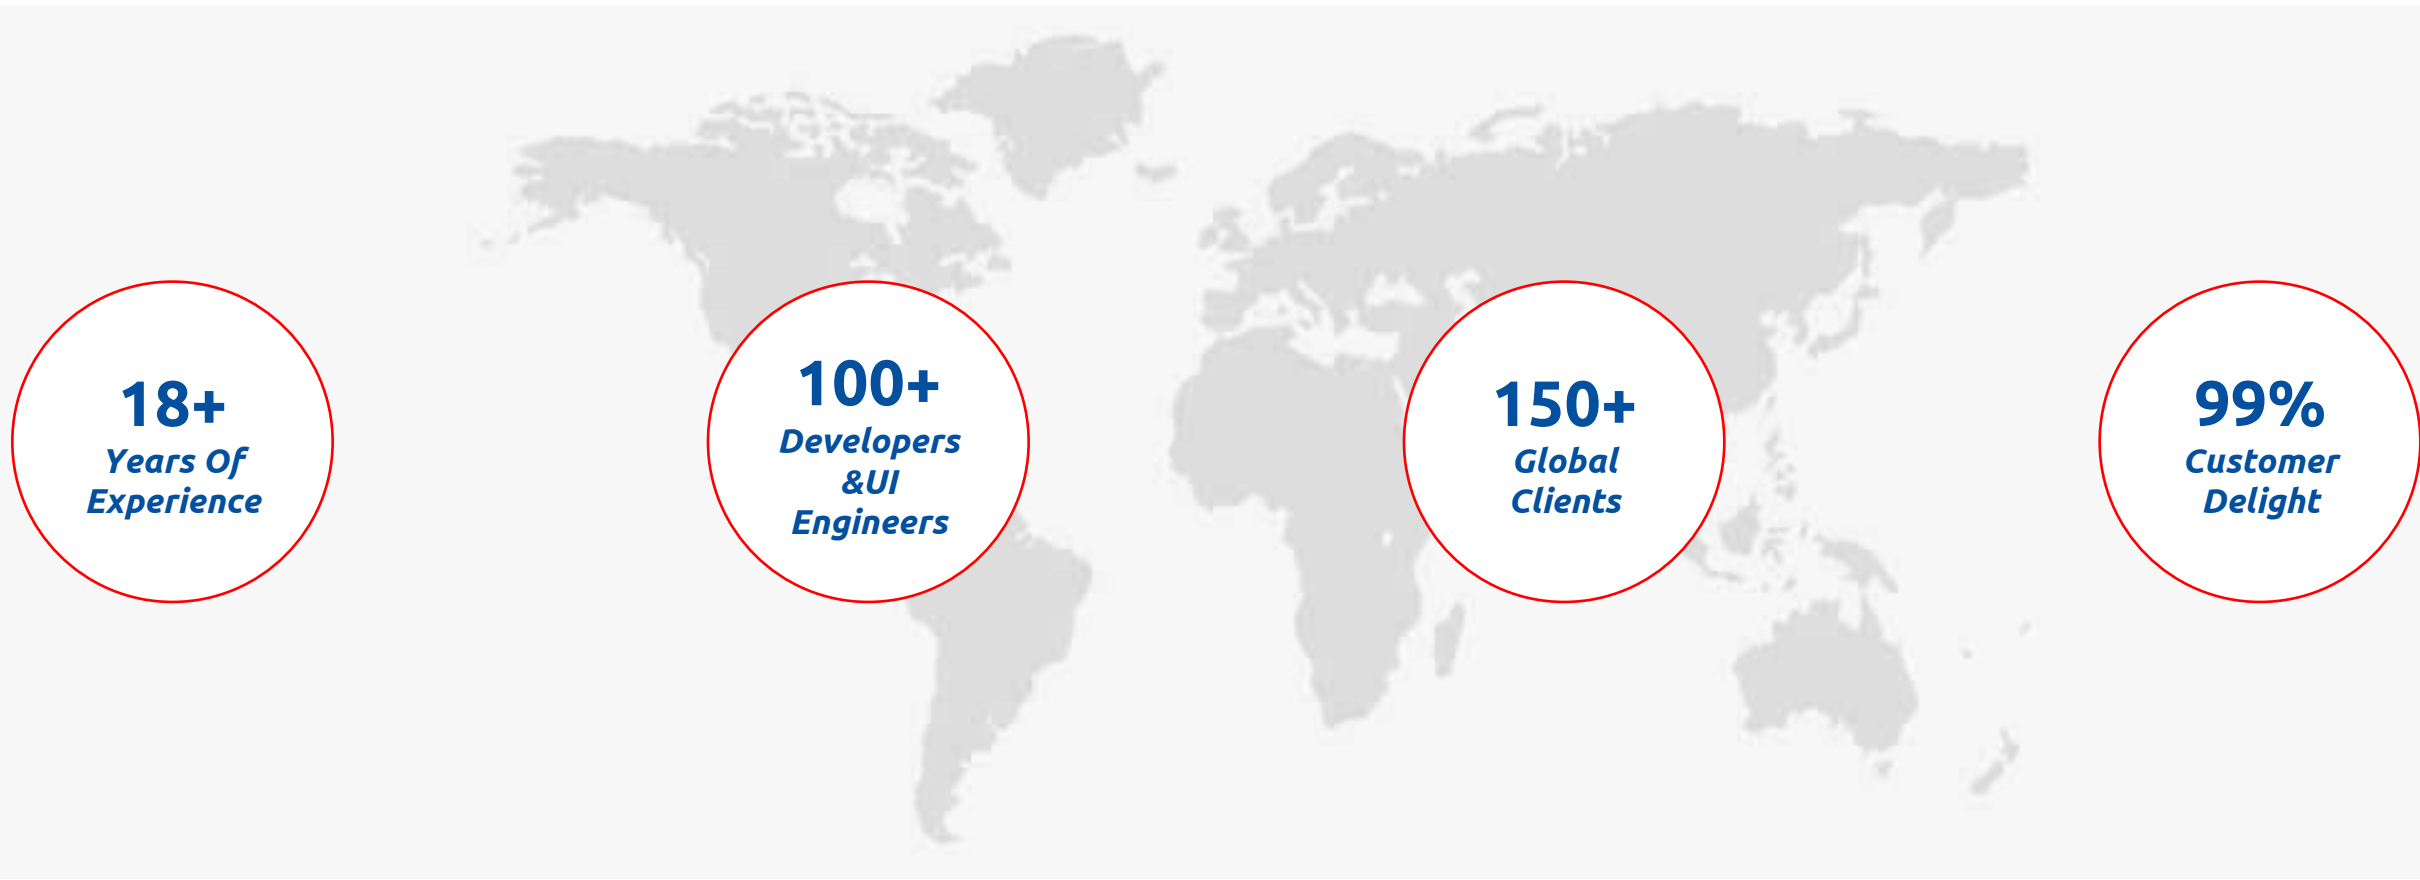 18+
Years Of
Experience
100+
Developers
&UI
Engineers
150+
Global
Clients
99%
Customer
Delight